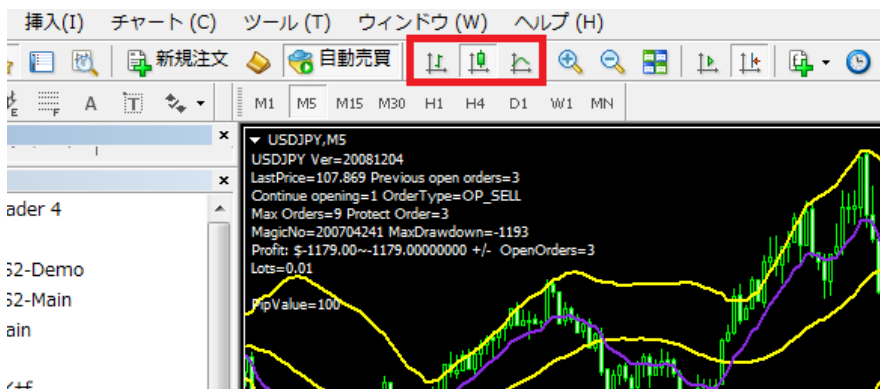 挿入(I) チャート (C) ツール (T) ウィンドウ (W) ヘルプ (H)
新規注文 自動売買
E F A T M1 M5 M15 M30 H1 H4 D1 W1 MN
USDJPY,M5
USDJPY Ver=20081204
LastPrice=107.869 Previous open orders=3
Continue opening=1 OrderType=OP_SELL
Max Orders=9 Protect Order=3
MagicNo=200704241 MaxDrawdown=-1193
Profit: $-1179.00~-1179.00000000 +/- OpenOrders=3
Lots=0.01
PipValue=100
ader 4
S2-Demo
S2-Main
ain